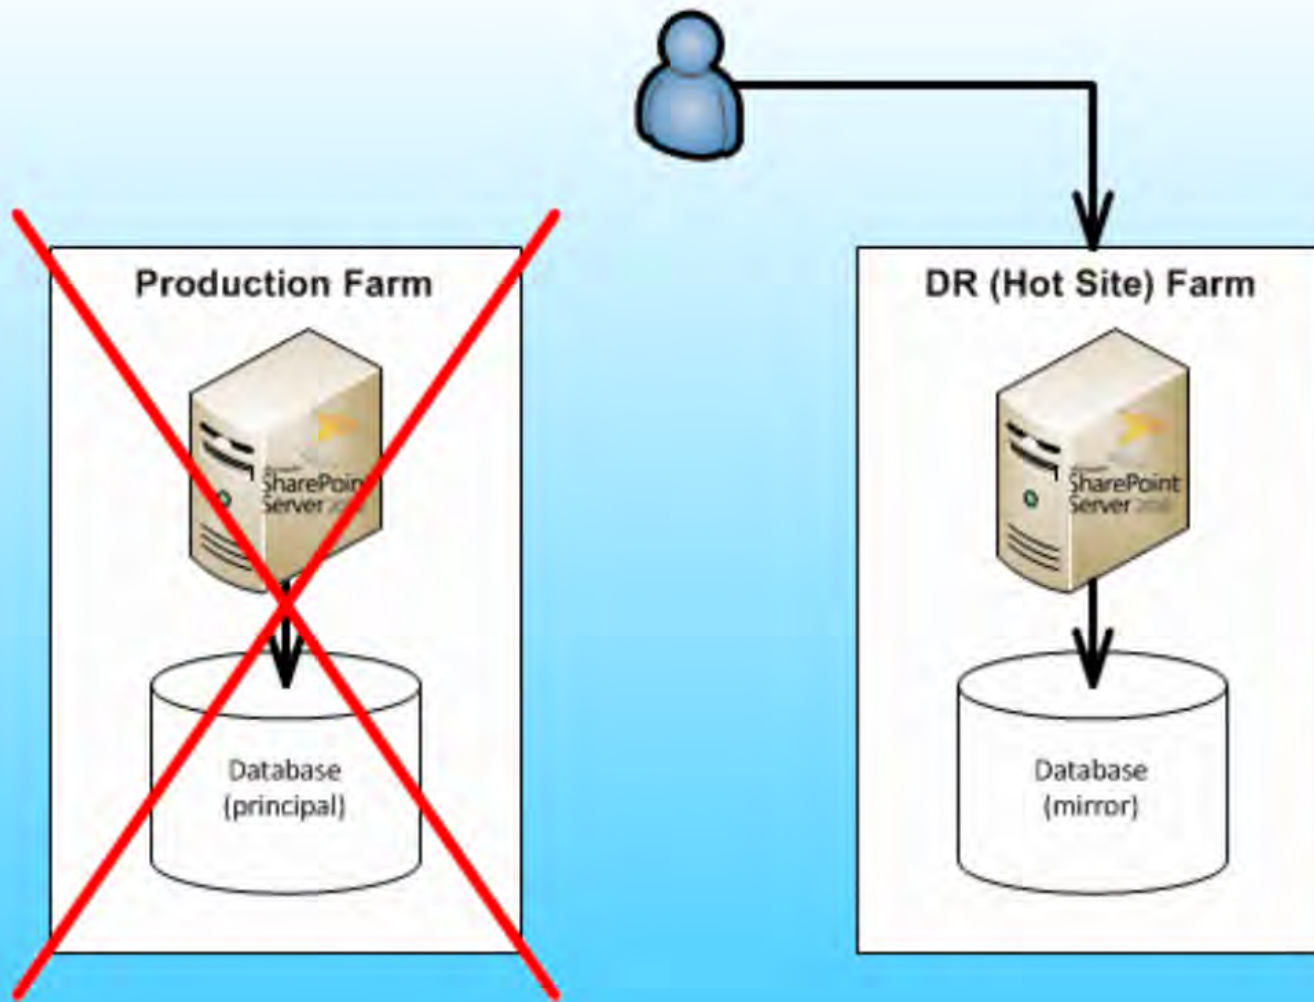 Production Farm
DR (Hot Site) Farm
SharePoint
Server
SharePoint
Server
Database
(principal)
Database
(mirror)